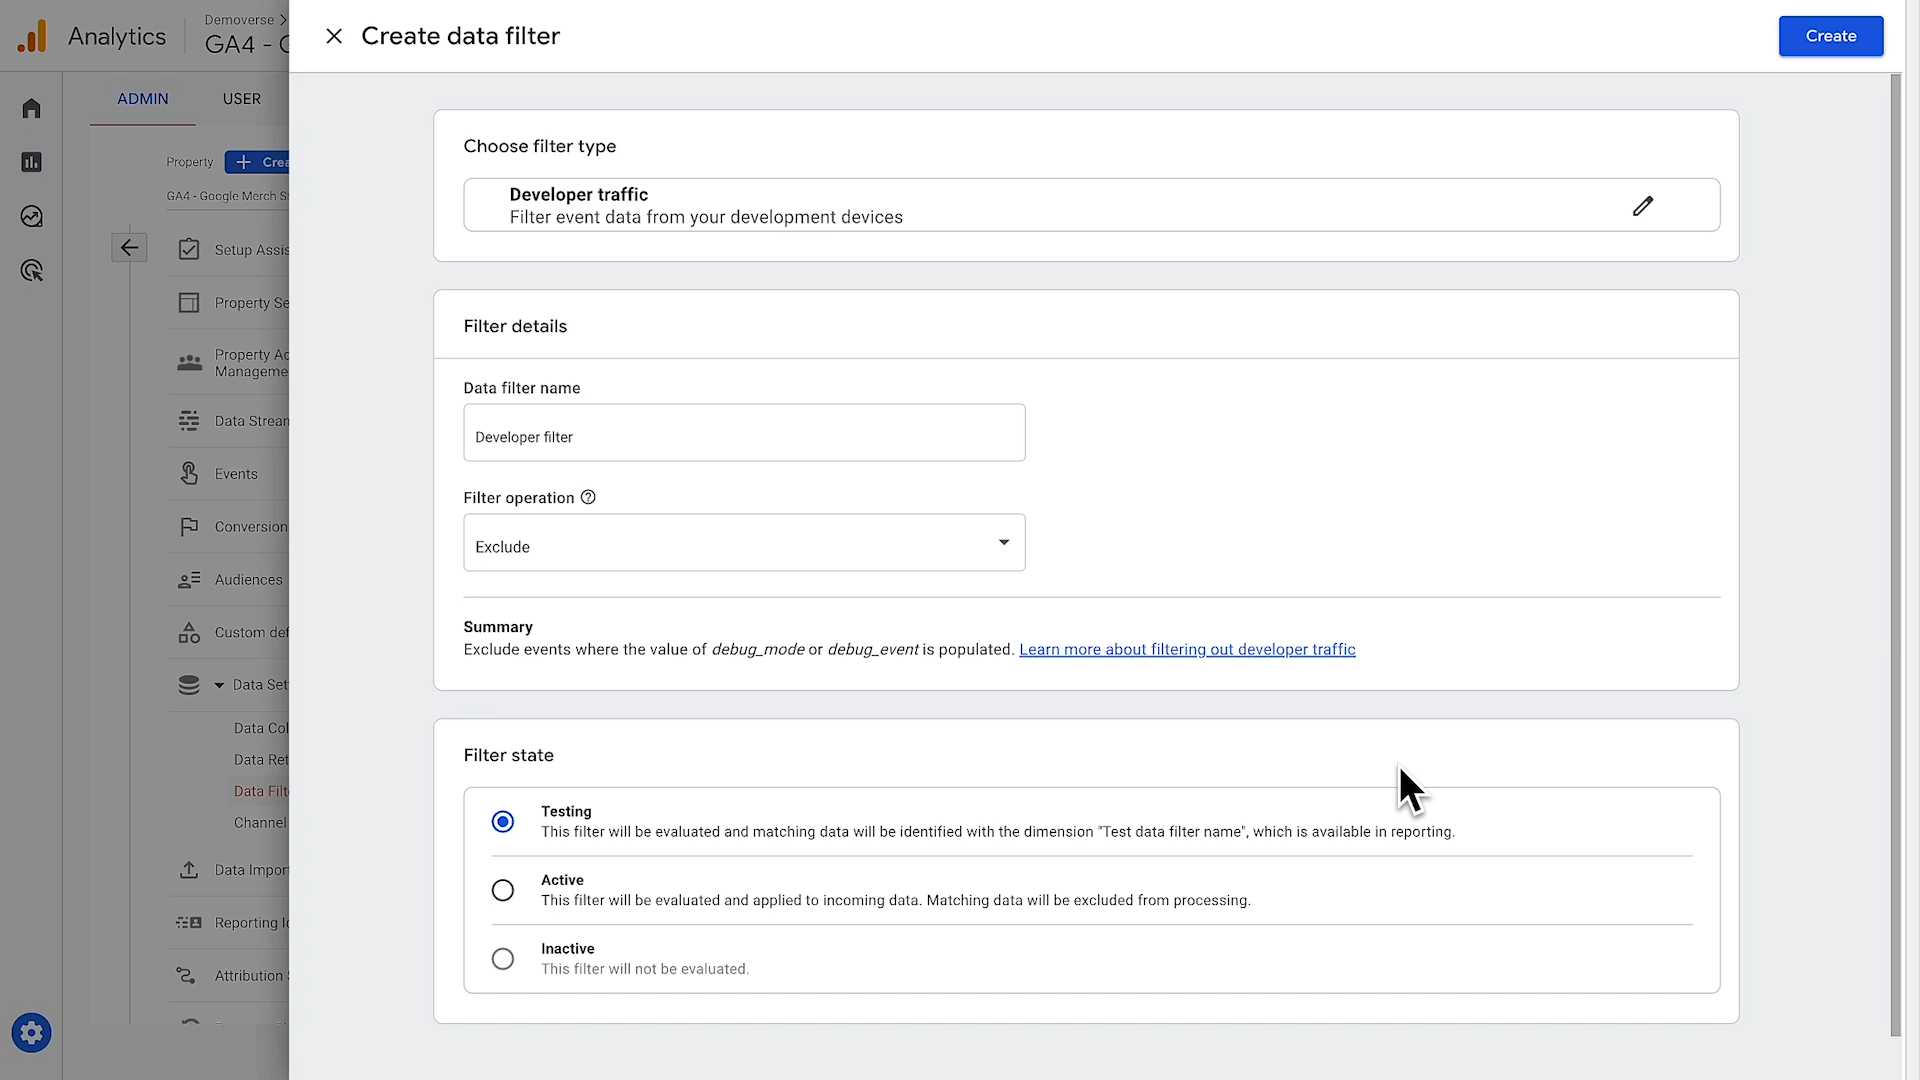 Analytics
Demoverse
GA4 - G
Create data filter
Create
ADMIN
USER
Property
Crea
GA4 - Google Merch S
Setup Assis
Property Se
Property Ac
Manageme
Data Strean
Events
Conversion
Audiences
Custom def
Data Set
Data Col
Data Ret
Data Filt
Channel
Data Import
Reporting Id
Attribution S
Choose filter type
Developer traffic
Filter event data from your development devices
Filter details
Data filter name
Developer filter
Filter operation
Exclude
Summary
Exclude events where the value of debug_mode or debug_event is populated. Learn more about filtering out developer traffic
Filter state
Testing
This filter will be evaluated and matching data will be identified with the dimension "Test data filter name", which is available in reporting.
Active
This filter will be evaluated and applied to incoming data. Matching data will be excluded from processing.
Inactive
This filter will not be evaluated.